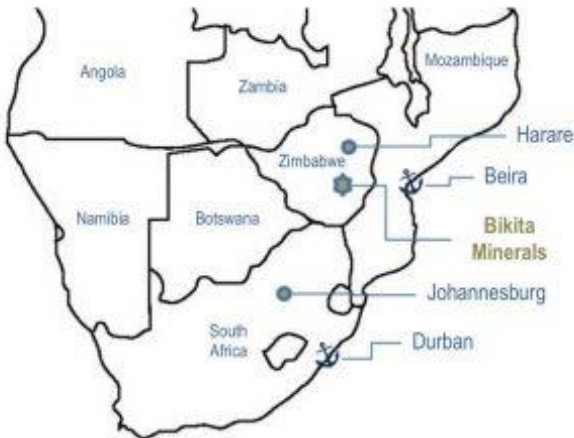 Angola
Zambia
Mozambique
Harare
Zimbabwe
Beira
Namibia
Botswana
Bikita
Minerals
Johannesburg
South
Africa
Durban